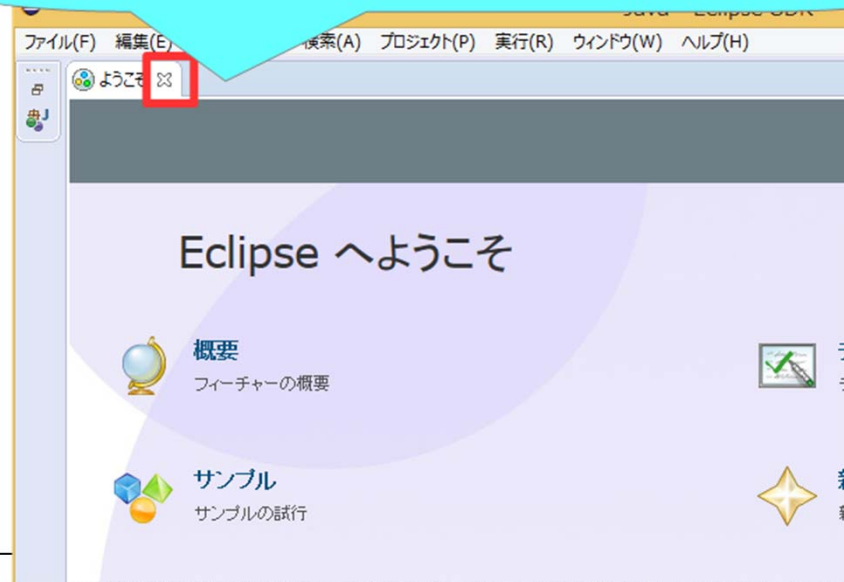 ファイル(F) 編集(E) 検索(A) プロジェクト(P) 実行(R) ウィンドウ(W) ヘルプ(H)
ようこそ
Eclipse へようこそ
概要
フィーチャーの概要
サンプル
サンプルの試行